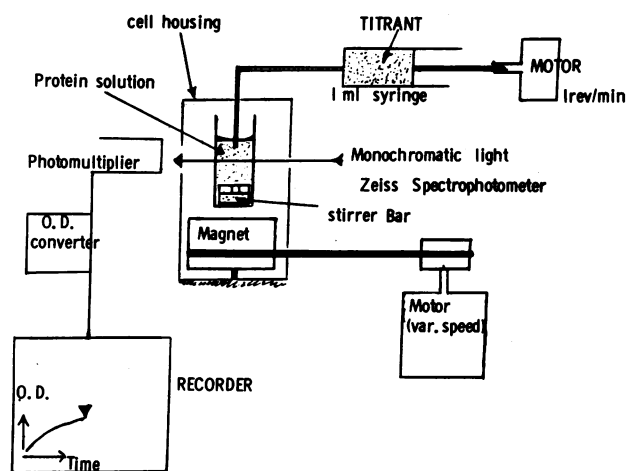 cell housing
TITRANT
MOTOR
1 ml syringe
1rev/min
Protein solution
Photomultiplier
Monochromatic light
Zeiss Spectrophotometer
stirrer Bar
O.D.
converter
Magnet
Motor
(var. speed)
RECORDER
O.D.
Time